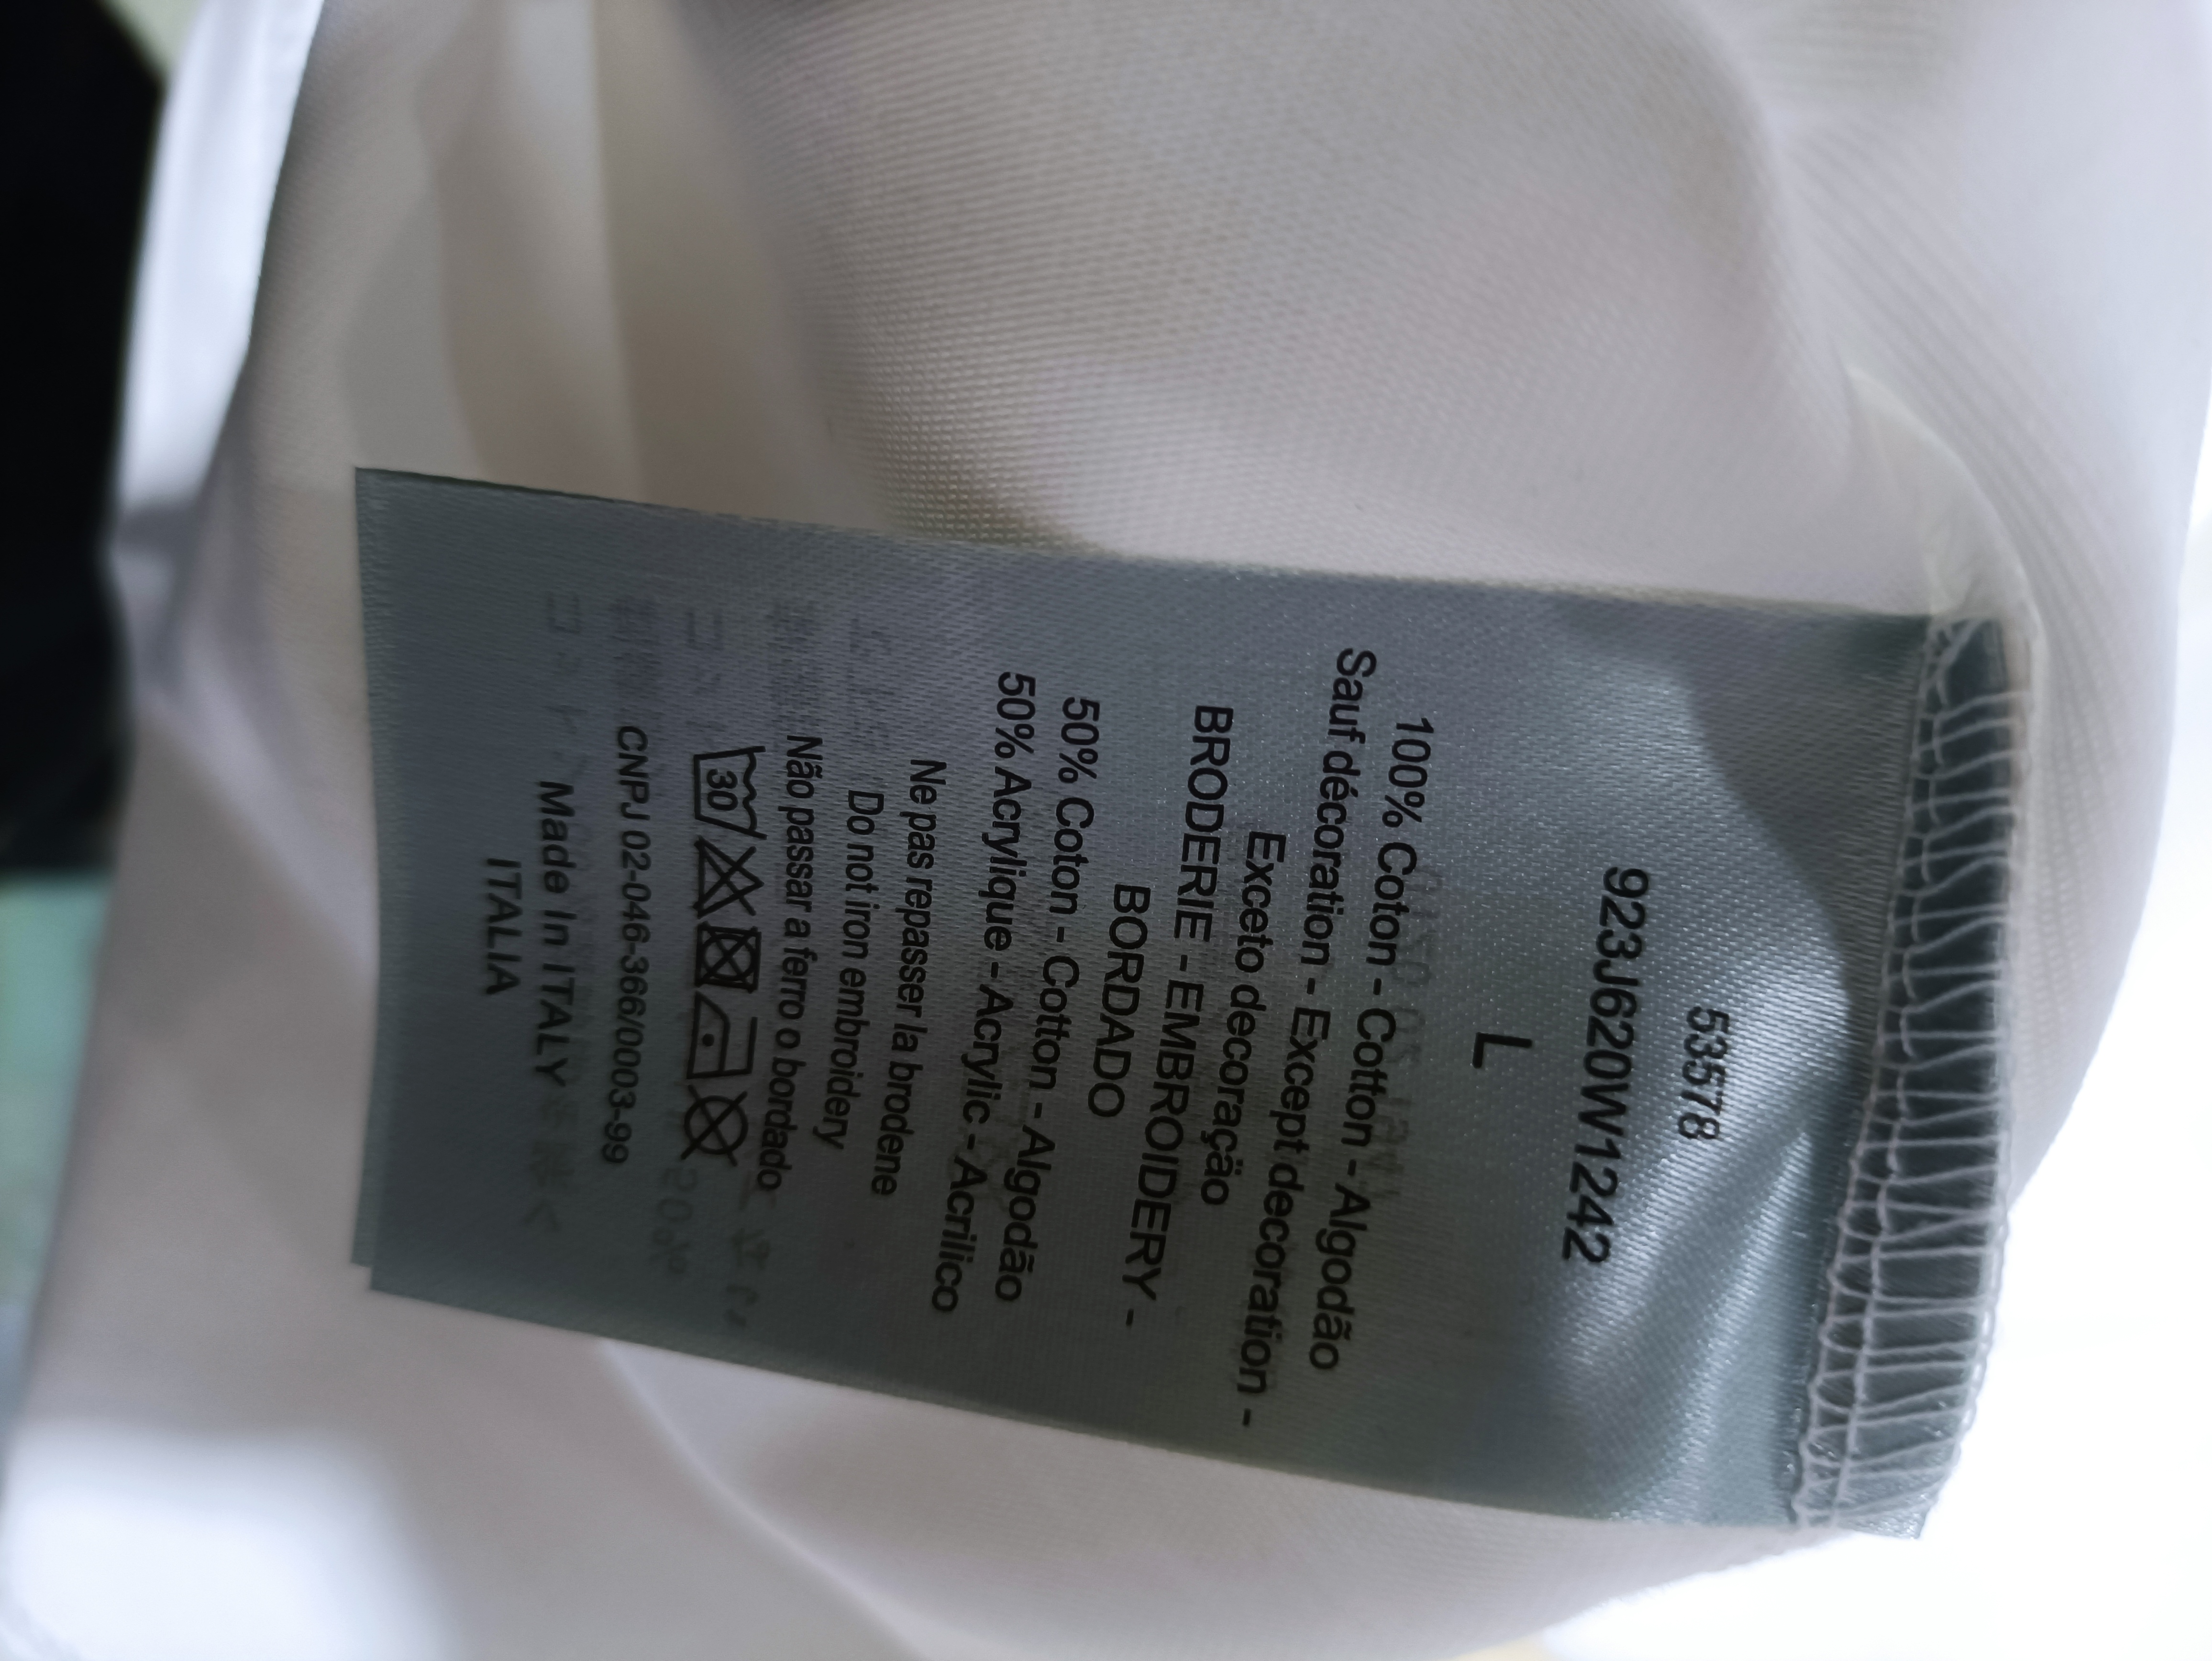 53578
923J620W1242
L
100% Coton - Cotton - Algodão
Sauf décoration - Except decoration -
Exceto decoração
BRODERIE - EMBROIDERY -
BORDADO
50% Coton - Cotton - Algodão
50% Acrylique - Acrylic - Acrilico
Ne pas repasser la brodene
Do not iron embroidery
Não passar a ferro o bordado
30
CNPJ 02-046-366/0003-99
Made in ITALY
ITALIA